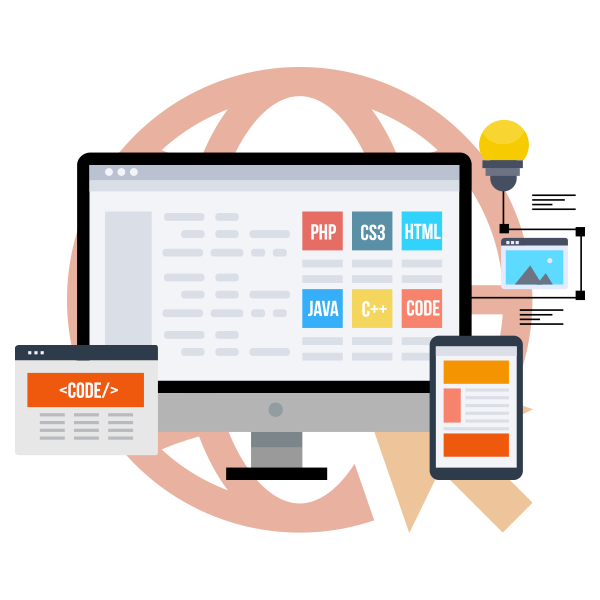 PHP
CS3
HTML
JAVA
C++
CODE
<CODE/>